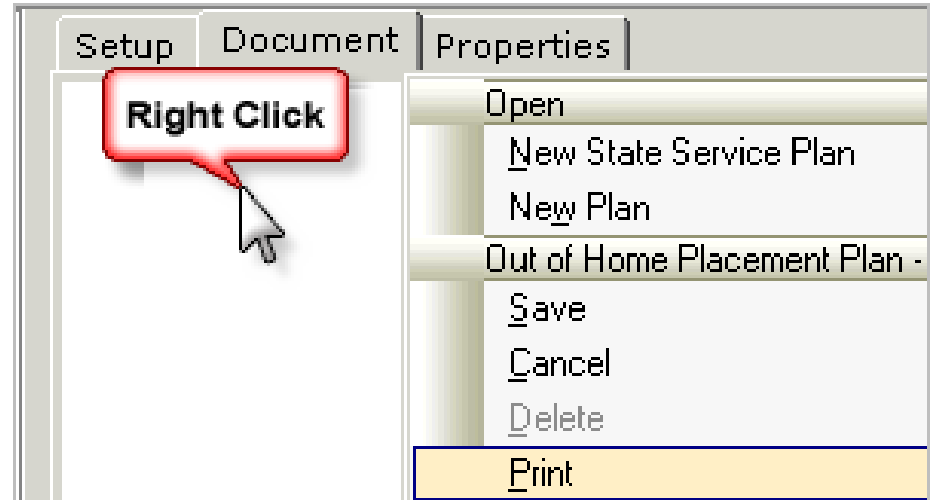 Setup Document Properties
Right Click
Open
New State Service Plan
New Plan
Out of Home Placement Plan -
Save
Cancel
Delete
Print